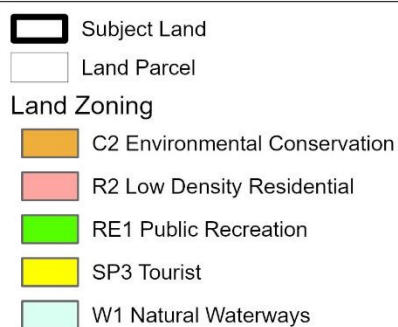 Subject Land
Land Parcel
Land Zoning
C2 Environmental Conservation
R2 Low Density Residential
RE1 Public Recreation
SP3 Tourist
W1 Natural Waterways